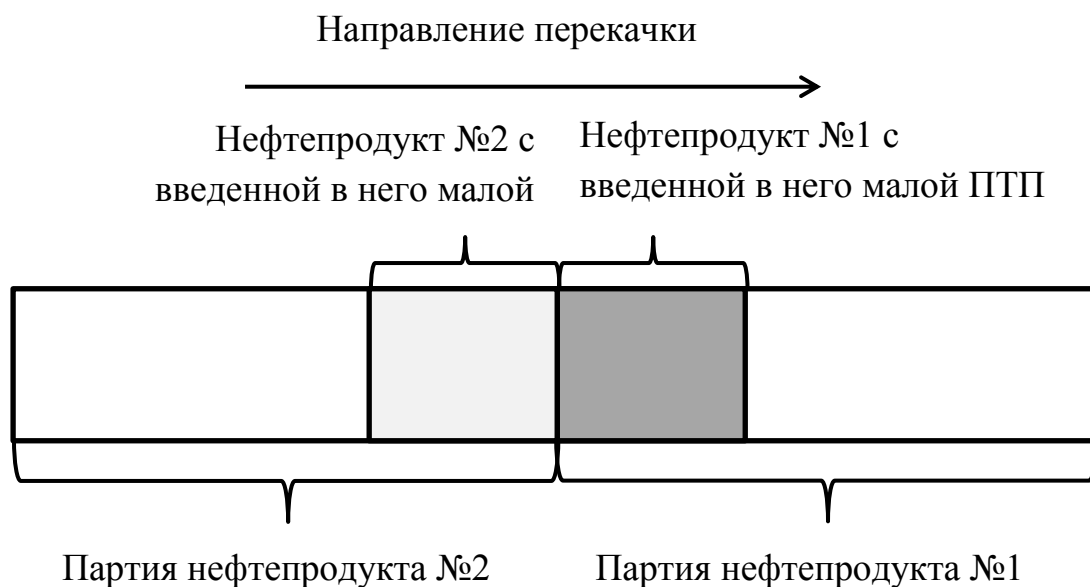 Направление перекачки
Нефтепродукт №2 с
введенной в него малой
Нефтепродукт №1 с
введенной в него малой ПТП
Партия нефтепродукта №2
Партия нефтепродукта №1